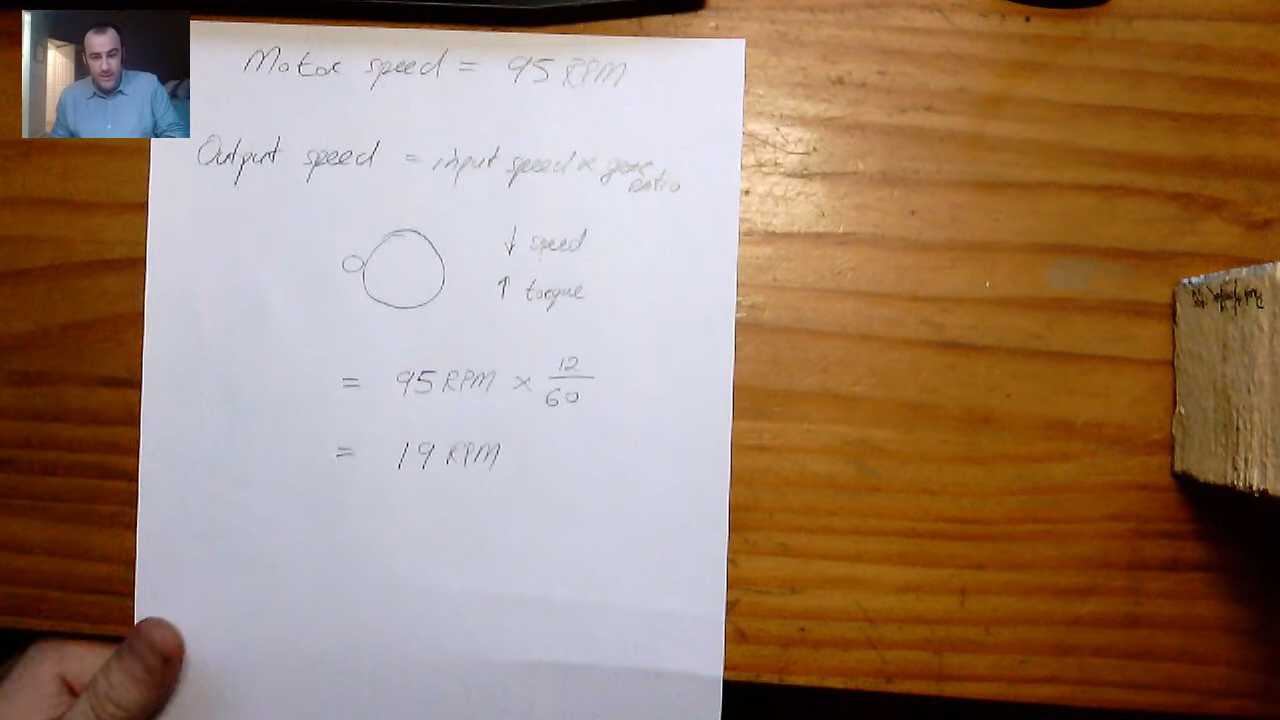 Motor speed = 95 RPM
Output speed = input speed × gear
ratio
↓ speed
↑ torque
= 95 RPM × 12/60
= 19 RPM